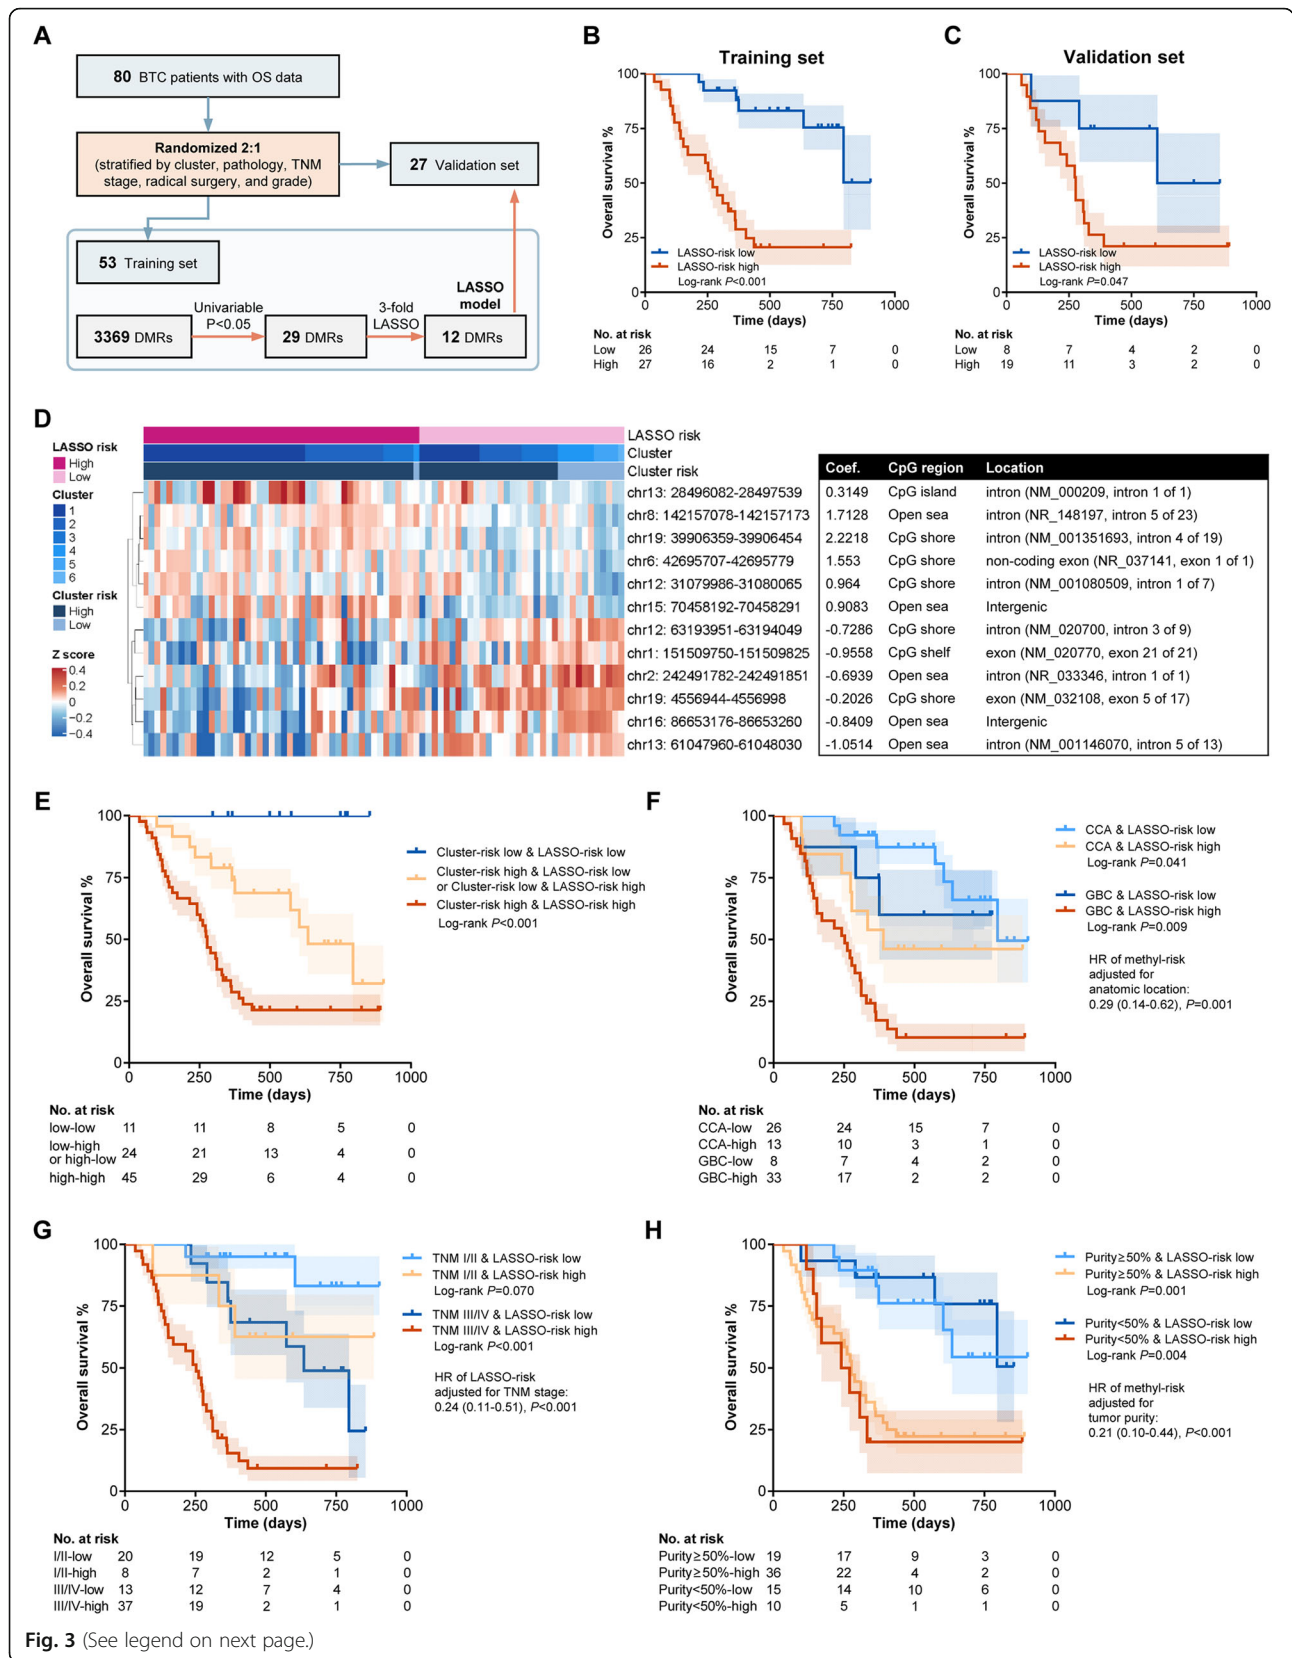 A
80 BTC patients with OS data
Randomized 2:1
(stratified by cluster, pathology, TNM
stage, radical surgery, and grade)
27 Validation set
53 Training set
Univariable
P<0.05
3-fold
LASSO
LASSO
model
3369 DMRs
29 DMRs
12 DMRs
B
Training set
Overall survival %
100
75
50
25
0
LASSO-risk low
LASSO-risk high
Log-rank P<0.001
0 250 500 750 1000
Time (days)
No. at risk
Low 26 24 15 7 0
High 27 16 2 1 0
C
Validation set
Overall survival %
100
75
50
25
0
LASSO-risk low
LASSO-risk high
Log-rank P=0.047
0 250 500 750 1000
Time (days)
No. at risk
Low 8 7 4 2 0
High 19 11 3 2 0
D
LASSO risk
High
Low
Cluster
1
2
3
4
5
6
Cluster risk
High
Low
Z score
0.4
0.2
0
−0.2
−0.4
LASSO risk
Cluster
Cluster risk
Coef. CpG region Location
chr13: 28496082-28497539 0.3149 CpG island intron (NM_000209, intron 1 of 1)
chr8: 142157078-142157173 1.7128 Open sea intron (NR_148197, intron 5 of 23)
chr19: 39906359-39906454 2.2218 CpG shore intron (NM_001351693, intron 4 of 19)
chr6: 42695707-42695779 1.553 CpG shore non-coding exon (NR_037141, exon 1 of 1)
chr12: 31079986-31080065 0.964 CpG shore intron (NM_001080509, intron 1 of 7)
chr15: 70458192-70458291 0.9083 Open sea Intergenic
chr12: 63193951-63194049 -0.7286 CpG shore intron (NM_020700, intron 3 of 9)
chr1: 151509750-151509825 -0.9558 CpG shelf exon (NM_020770, exon 21 of 21)
chr2: 242491782-242491851 -0.6939 Open sea intron (NR_033346, intron 1 of 1)
chr19: 4556944-4556998 -0.2026 CpG shore exon (NM_032108, exon 5 of 17)
chr16: 86653176-86653260 -0.8409 Open sea Intergenic
chr13: 61047960-61048030 -1.0514 Open sea intron (NM_001146070, intron 5 of 13)
E
Overall survival %
100
75
50
25
0
Cluster-risk low & LASSO-risk low
Cluster-risk high & LASSO-risk low
or Cluster-risk low & LASSO-risk high
Cluster-risk high & LASSO-risk high
Log-rank P<0.001
0 250 500 750 1000
Time (days)
No. at risk
low-low 11 11 8 5 0
low-high
or high-low 24 21 13 4 0
high-high 45 29 6 4 0
F
Overall survival %
100
75
50
25
0
CCA & LASSO-risk low
CCA & LASSO-risk high
Log-rank P=0.041
GBC & LASSO-risk low
GBC & LASSO-risk high
Log-rank P=0.009
HR of methyl-risk
adjusted for
anatomic location:
0.29 (0.14-0.62), P=0.001
0 250 500 750 1000
Time (days)
No. at risk
CCA-low 26 24 15 7 0
CCA-high 13 10 3 1 0
GBC-low 8 7 4 2 0
GBC-high 33 17 2 2 0
G
Overall survival %
100
75
50
25
0
TNM I/II & LASSO-risk low
TNM I/II & LASSO-risk high
Log-rank P=0.070
TNM III/IV & LASSO-risk low
TNM III/IV & LASSO-risk high
Log-rank P<0.001
HR of LASSO-risk
adjusted for TNM stage:
0.24 (0.11-0.51), P<0.001
0 250 500 750 1000
Time (days)
No. at risk
I/II-low 20 19 12 5 0
I/II-high 8 7 2 1 0
III/IV-low 13 12 7 4 0
III/IV-high 37 19 2 1 0
H
Overall survival %
100
75
50
25
0
Purity≥50% & LASSO-risk low
Purity≥50% & LASSO-risk high
Log-rank P=0.001
Purity<50% & LASSO-risk low
Purity<50% & LASSO-risk high
Log-rank P=0.004
HR of methyl-risk
adjusted for
tumor purity:
0.21 (0.10-0.44), P<0.001
0 250 500 750 1000
Time (days)
No. at risk
Purity≥50%-low 19 17 9 3 0
Purity≥50%-high 36 22 4 2 0
Purity<50%-low 15 14 10 6 0
Purity<50%-high 10 5 1 1 0
Fig. 3 (See legend on next page.)